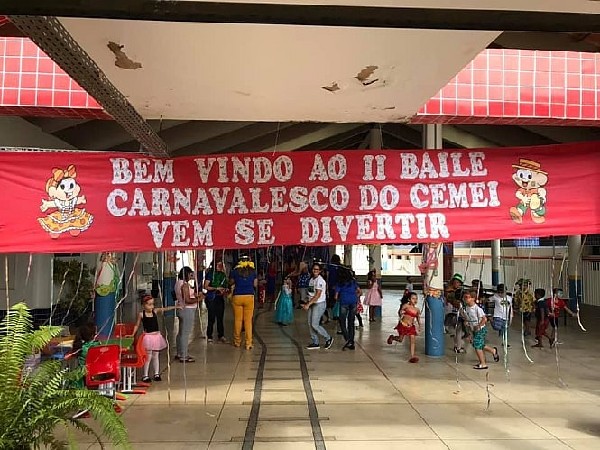 BEM VINDO AO II BAILE
CARNAVALESCO DO CEMEI
VEM SE DIVERTIR